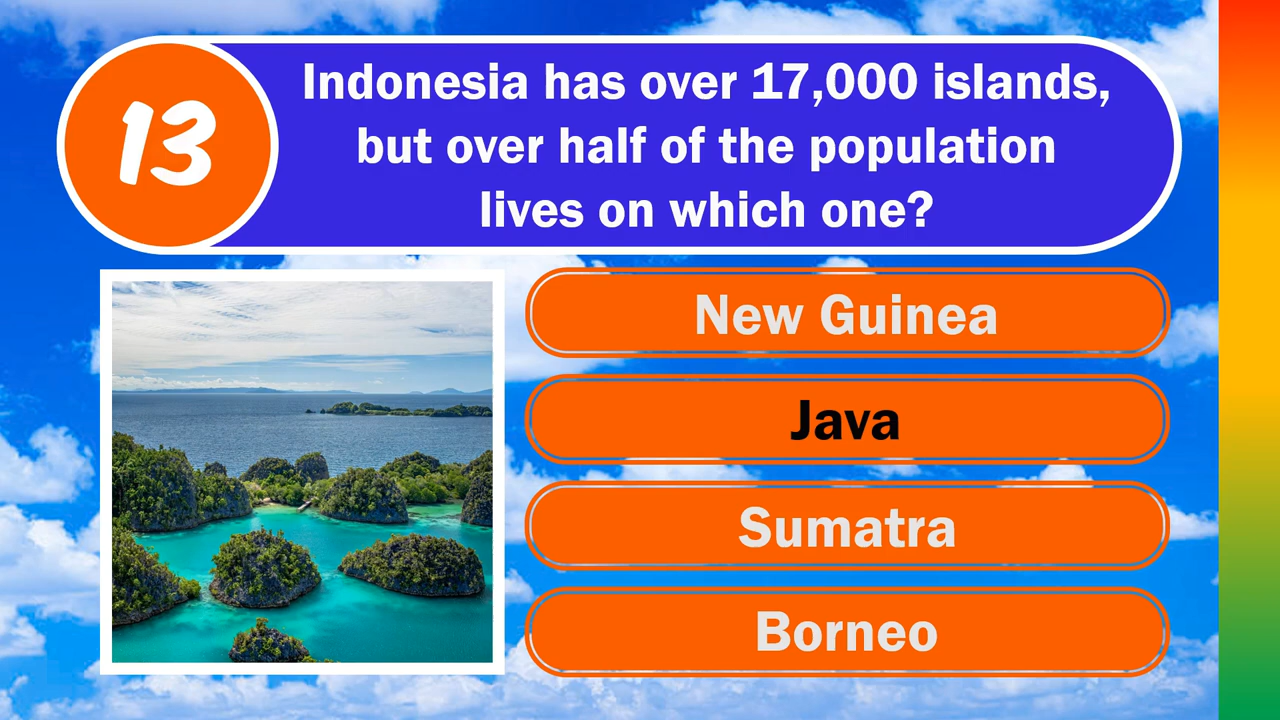 13
Indonesia has over 17,000 islands,
but over half of the population
lives on which one?
New Guinea
Java
Sumatra
Borneo